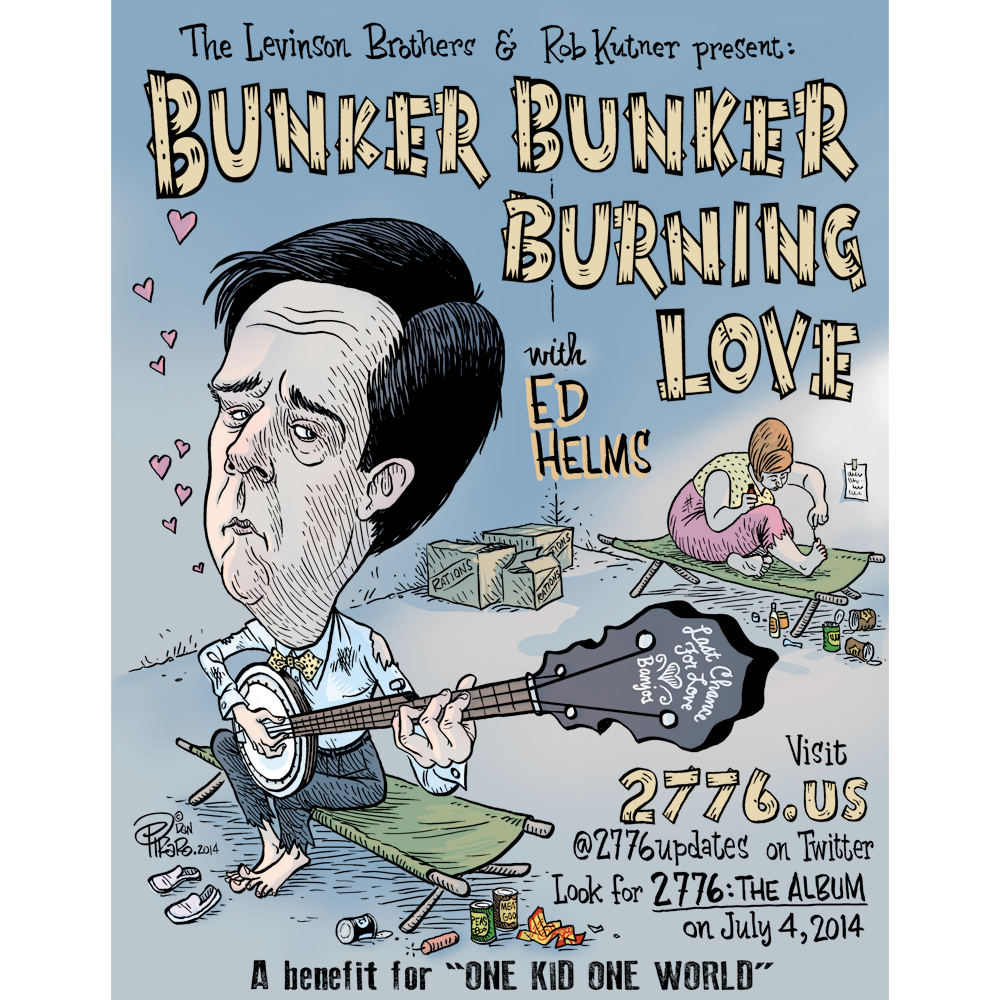 The Levinson Brothers & Rob Kutner present:
BUNKER BUNKER
BURNING
LOVE
with
ED
HELMS
RATIONS
RATIONS
RATIONS
Last Chance
For Love
Banjos
Visit
2776.us
@2776updates on Twitter
Look for 2776: THE ALBUM
on July 4, 2014
© DAN
PIRARO. 2014
PEAS
MEAT
GOO
A benefit for "ONE KID ONE WORLD"